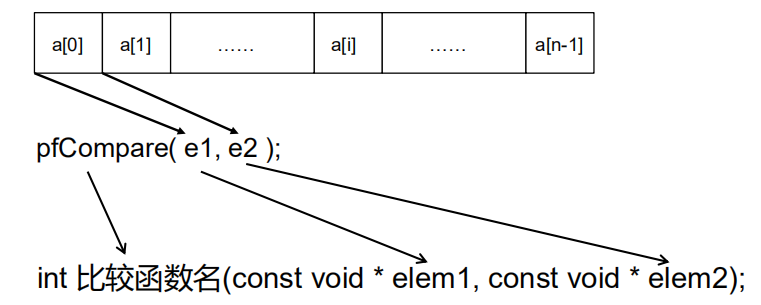 a[0] a[1] …… a[i] …… a[n-1]
pfCompare( e1, e2 );
int 比较函数名(const void * elem1, const void * elem2);